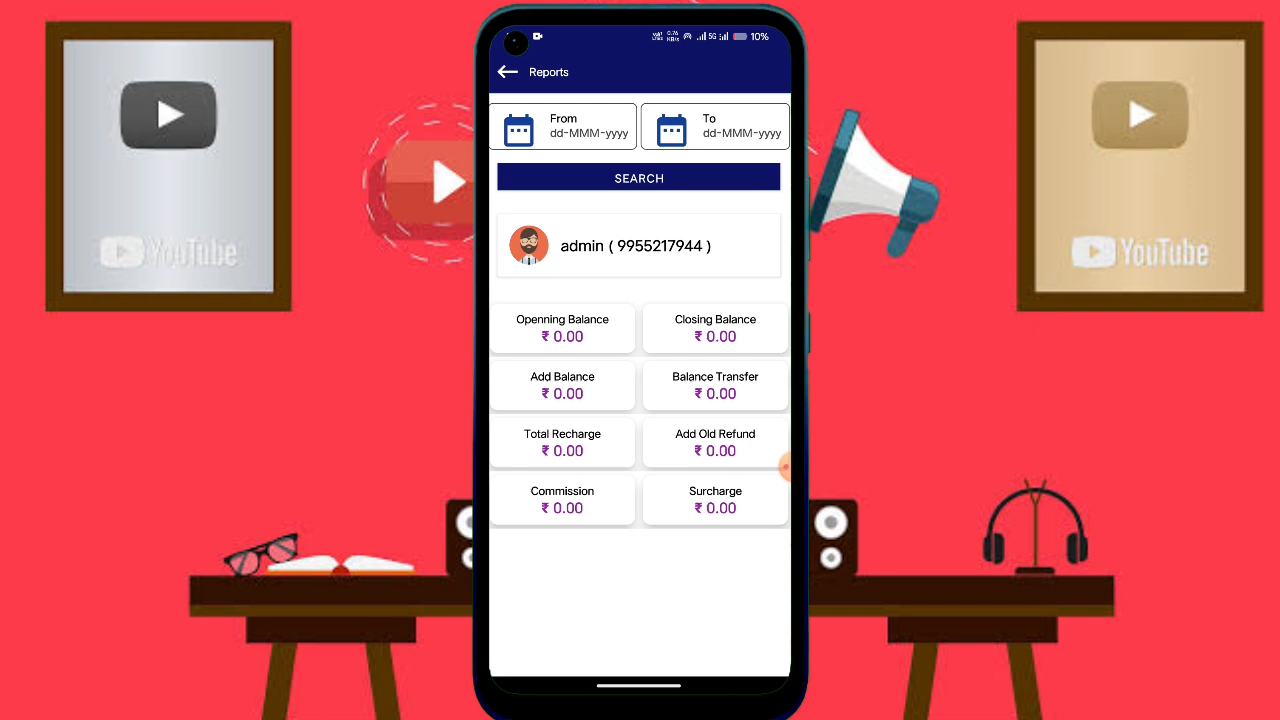 10%
Reports
From
dd-MMM-yyyy
To
dd-MMM-yyyy
SEARCH
admin ( 9955217944 )
Openning Balance
₹ 0.00
Closing Balance
₹ 0.00
Add Balance
₹ 0.00
Balance Transfer
₹ 0.00
Total Recharge
₹ 0.00
Add Old Refund
₹ 0.00
Commission
₹ 0.00
Surcharge
₹ 0.00
YouTube
YouTube